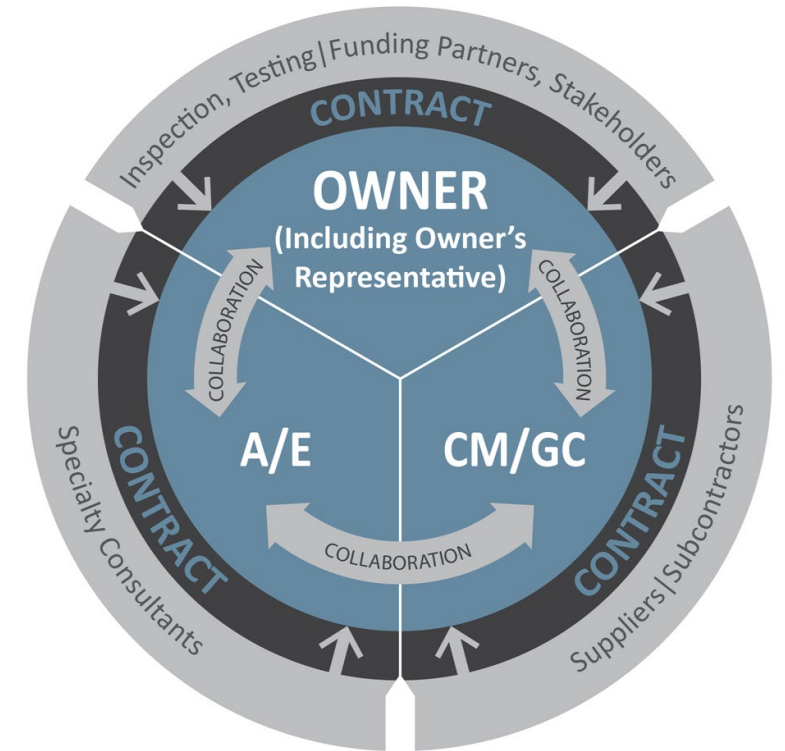 Inspection, Testing|Funding Partners, Stakeholders
CONTRACT
OWNER
(Including Owner's
Representative)
COLLABORATION
COLLABORATION
A/E
CM/GC
COLLABORATION
CONTRACT
CONTRACT
Specialty Consultants
Suppliers|Subcontractors